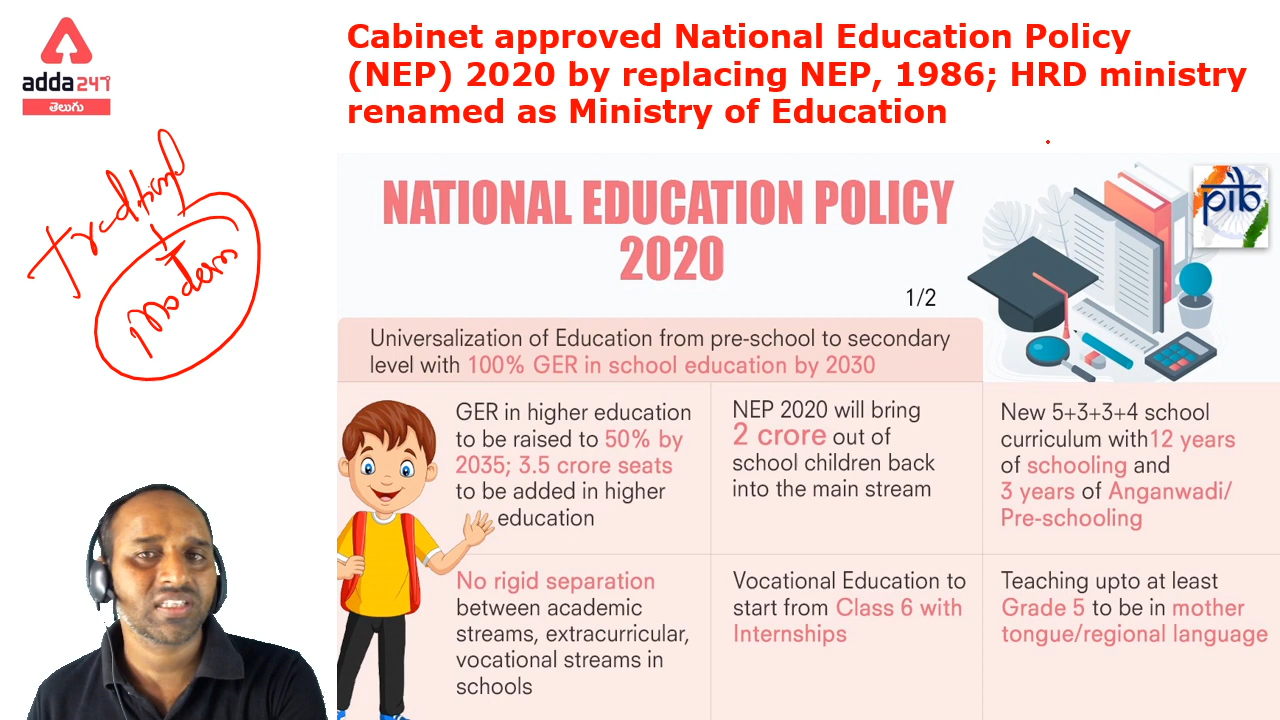 Cabinet approved National Education Policy
(NEP) 2020 by replacing NEP, 1986; HRD ministry
renamed as Ministry of Education
adda247
తెలుగు
Traditional
Modern
pib
NATIONAL EDUCATION POLICY
2020
1/2
Universalization of Education from pre-school to secondary
level with 100% GER in school education by 2030
GER in higher education
to be raised to 50% by
2035; 3.5 crore seats
to be added in higher
education
NEP 2020 will bring
2 crore out of
school children back
into the main stream
New 5+3+3+4 school
curriculum with12 years
of schooling and
3 years of Anganwadi/
Pre-schooling
No rigid separation
between academic
streams, extracurricular,
vocational streams in
schools
Vocational Education to
start from Class 6 with
Internships
Teaching upto at least
Grade 5 to be in mother
tongue/regional language